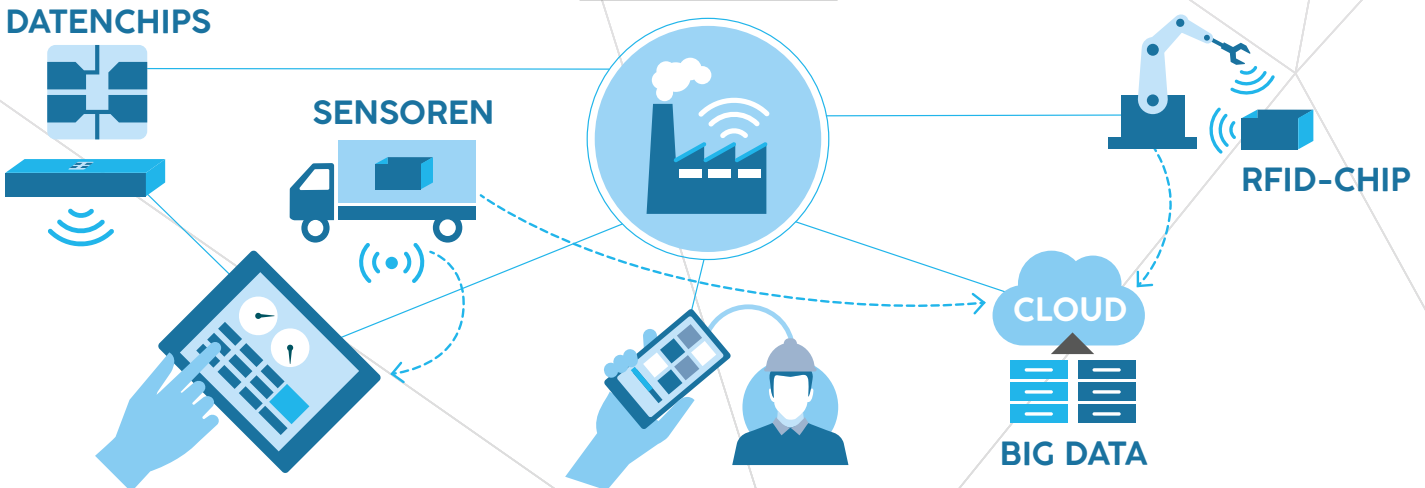 DATENCHIPS
SENSOREN
RFID-CHIP
CLOUD
BIG DATA